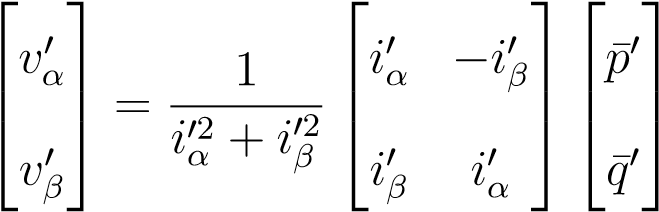 \begin{bmatrix} v'_{\alpha} \\ v'_{\beta} \end{bmatrix} = \frac{1}{i'^2_{\alpha} + i'^2_{\beta}} \begin{bmatrix} i'_{\alpha} & -i'_{\beta} \\ i'_{\beta} & i'_{\alpha} \end{bmatrix} \begin{bmatrix} \bar{p}' \\ \bar{q}' \end{bmatrix}